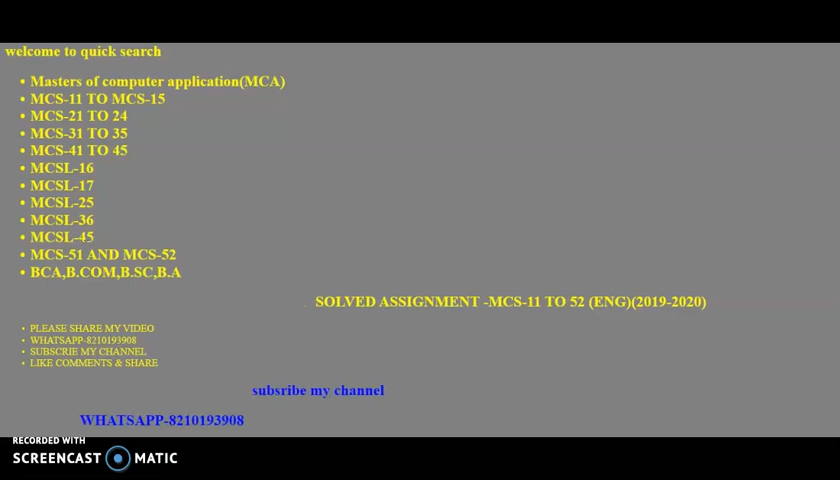 welcome to quick search
• Masters of computer application(MCA)
• MCS-11 TO MCS-15
• MCS-21 TO 24
• MCS-31 TO 35
• MCS-41 TO 45
• MCSL-16
• MCSL-17
• MCSL-25
• MCSL-36
• MCSL-45
• MCS-51 AND MCS-52
• BCA,B.COM,B.SC,B.A
SOLVED ASSIGNMENT -MCS-11 TO 52 (ENG)(2019-2020)
• PLEASE SHARE MY VIDEO
• WHATSAPP-8210193908
• SUBSCRIE MY CHANNEL
• LIKE COMMENTS & SHARE
subsribe my channel
WHATSAPP-8210193908
RECORDED WITH
SCREENCAST MATIC